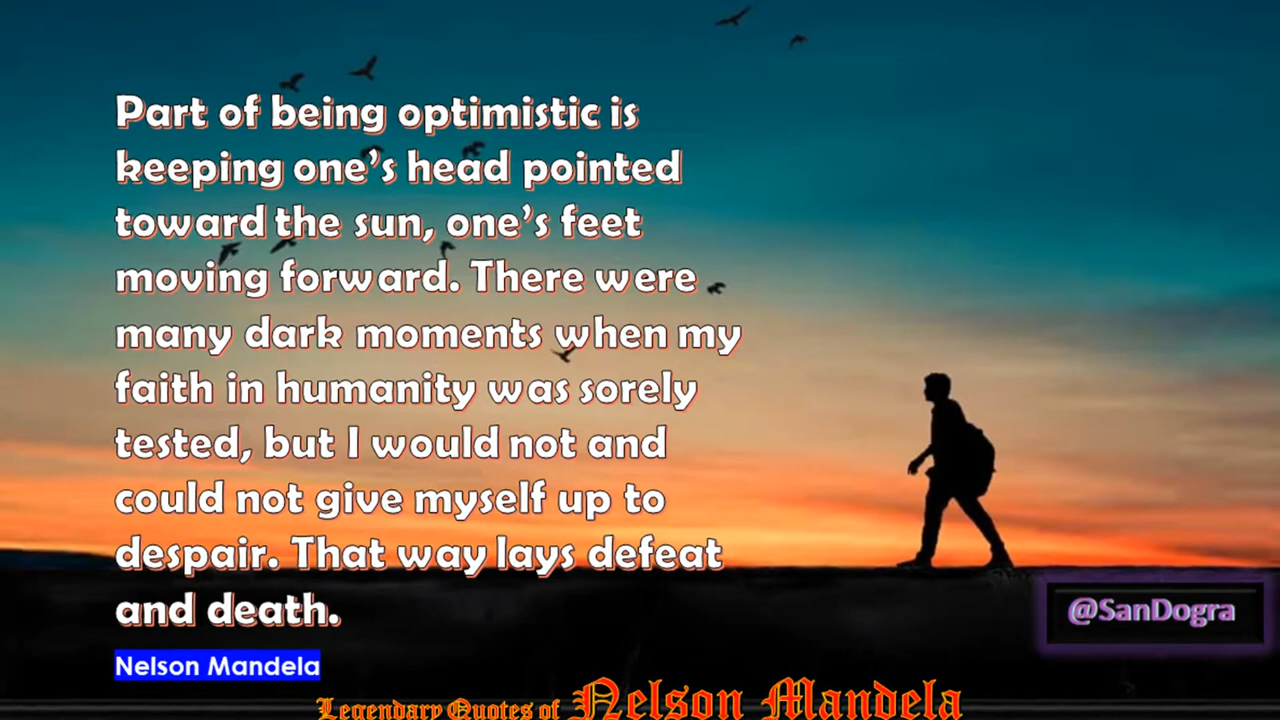 Part of being optimistic is
keeping one’s head pointed
toward the sun, one’s feet
moving forward. There were
many dark moments when my
faith in humanity was sorely
tested, but I would not and
could not give myself up to
despair. That way lays defeat
and death.
Nelson Mandela
@SanDogra
Legendary Quotes of Nelson Mandela